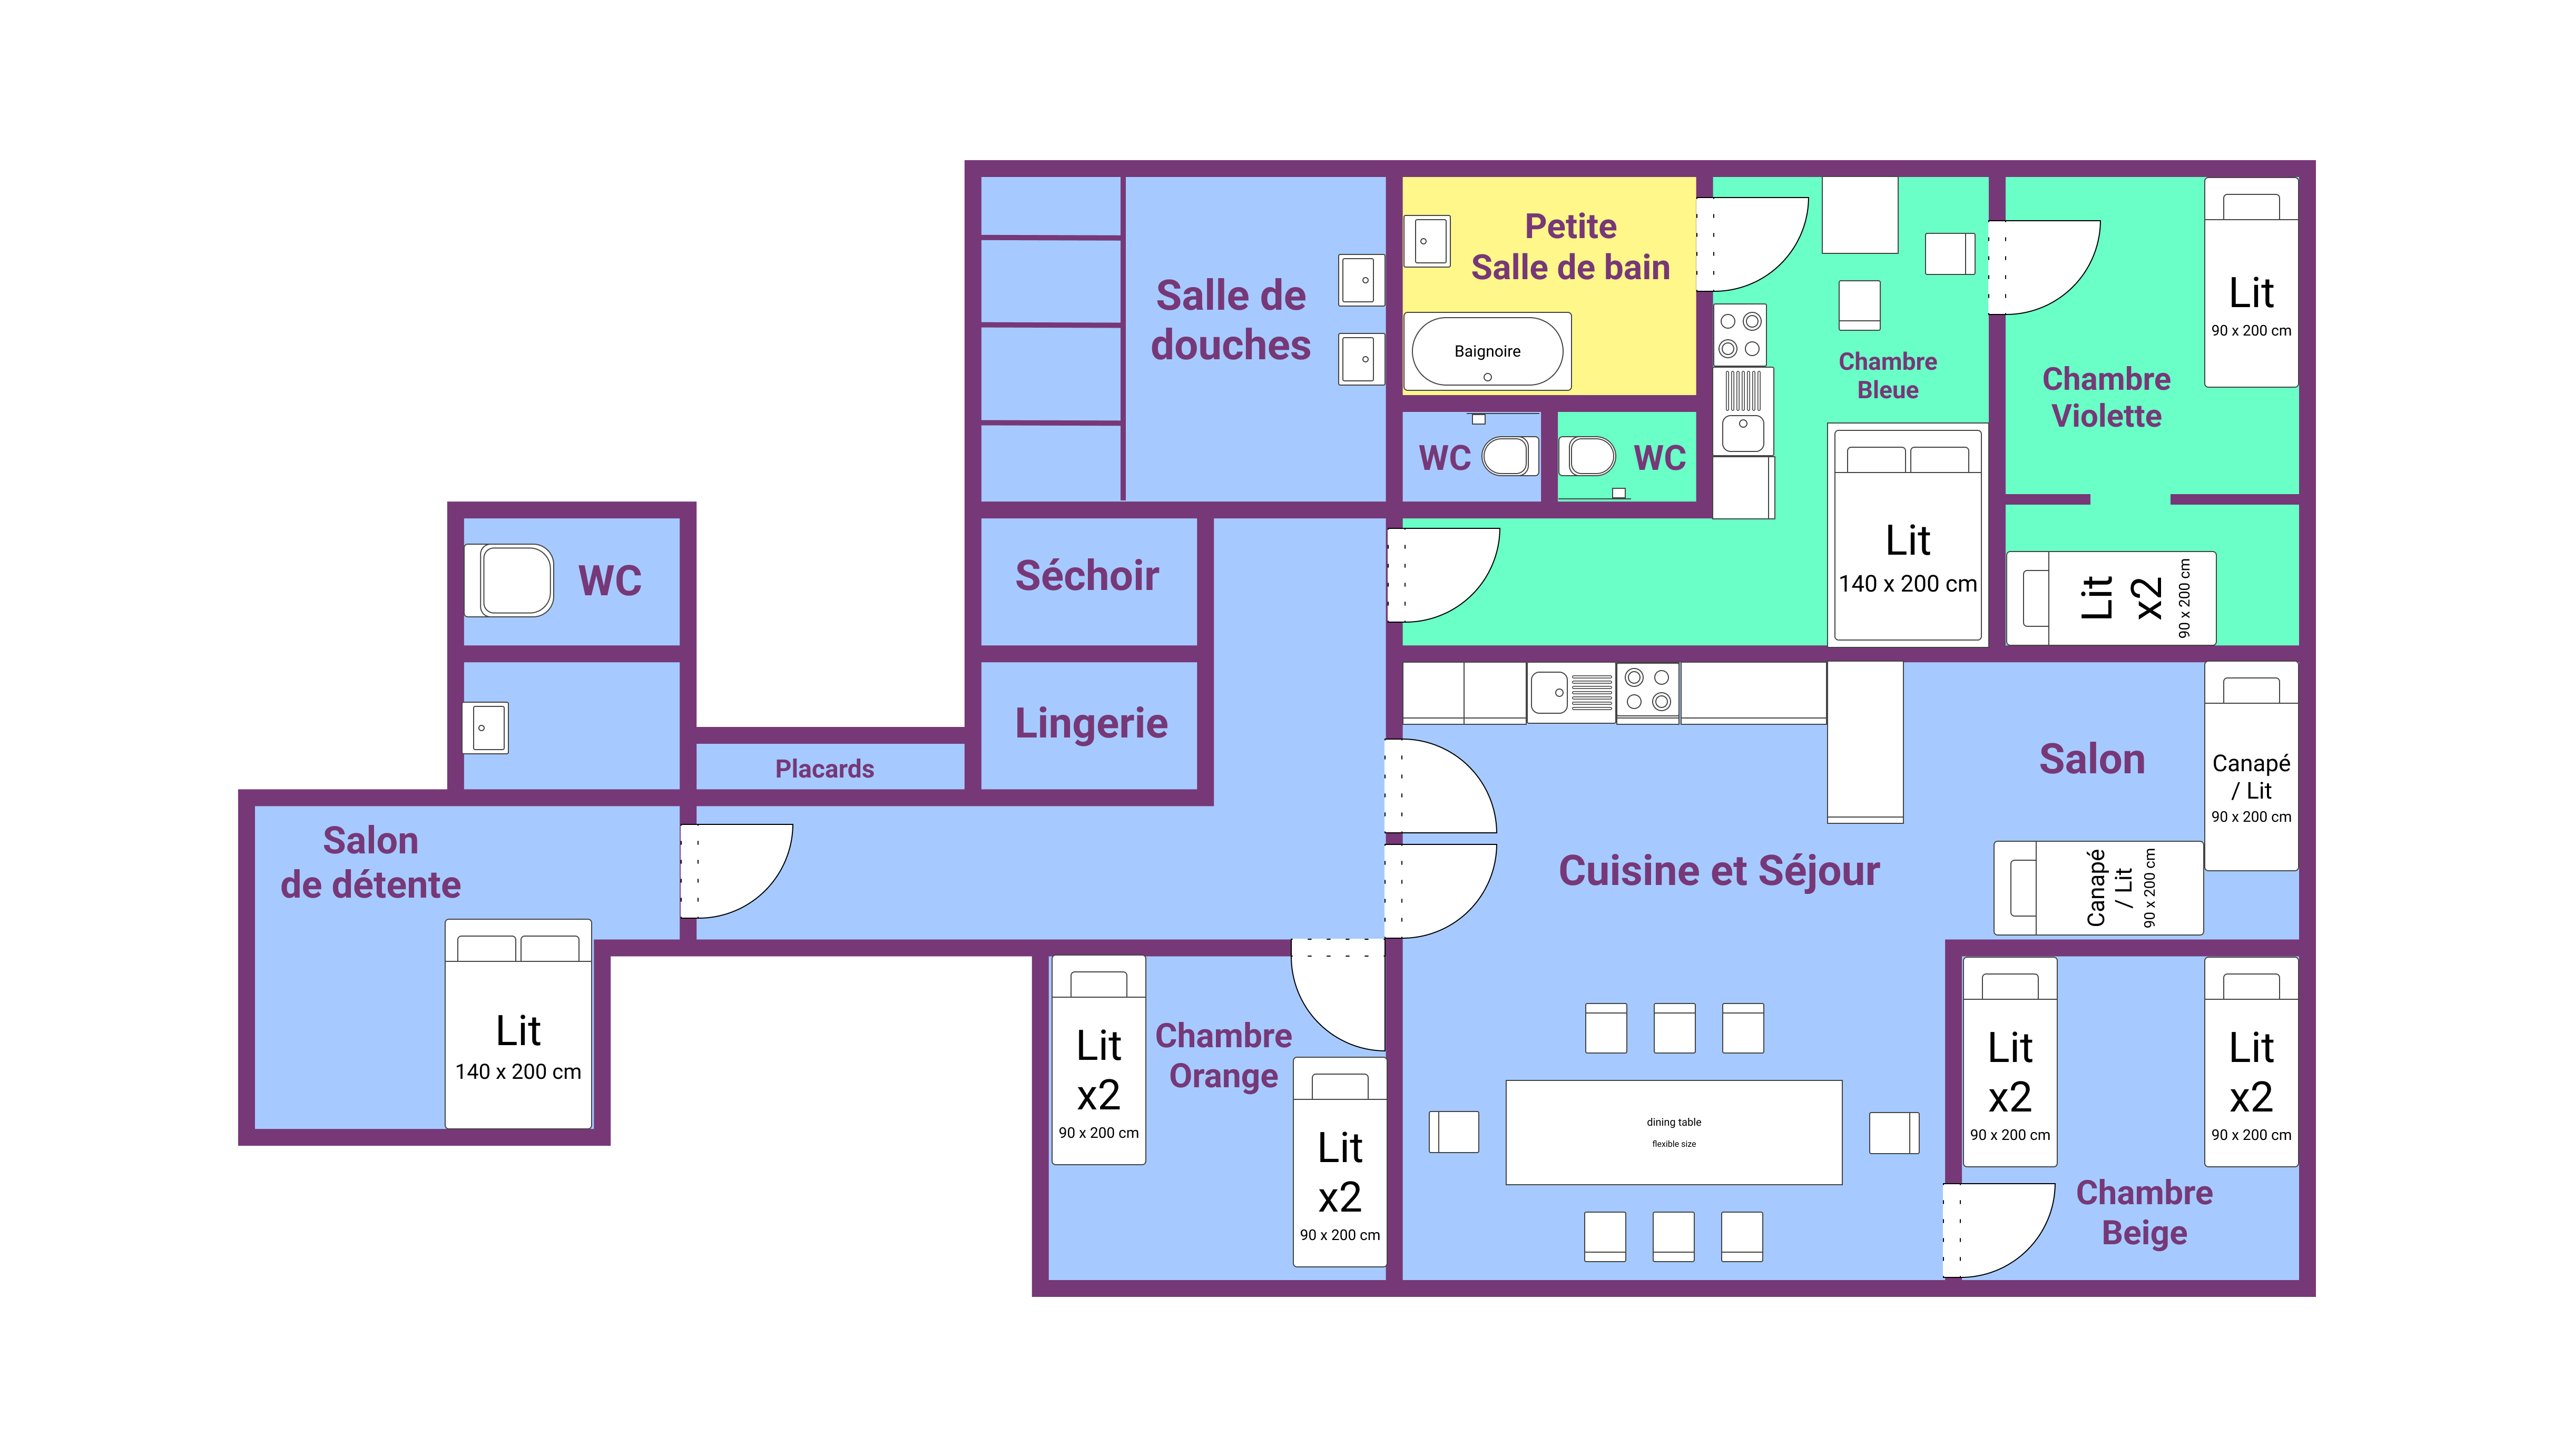 Petite
Salle de bain
Baignoire
Salle de
douches
Chambre
Bleue
Lit
140 x 200 cm
Chambre
Violette
Lit
90 x 200 cm
Lit
x2
90 x 200 cm
WC
WC
WC
Séchoir
Lingerie
Placards
Salon
de détente
Lit
140 x 200 cm
Cuisine et Séjour
Salon
Canapé
/ Lit
90 x 200 cm
Canapé
/ Lit
90 x 200 cm
Chambre
Orange
Lit
x2
90 x 200 cm
Lit
x2
90 x 200 cm
dining table
flexible size
Lit
x2
90 x 200 cm
Lit
x2
90 x 200 cm
Chambre
Beige